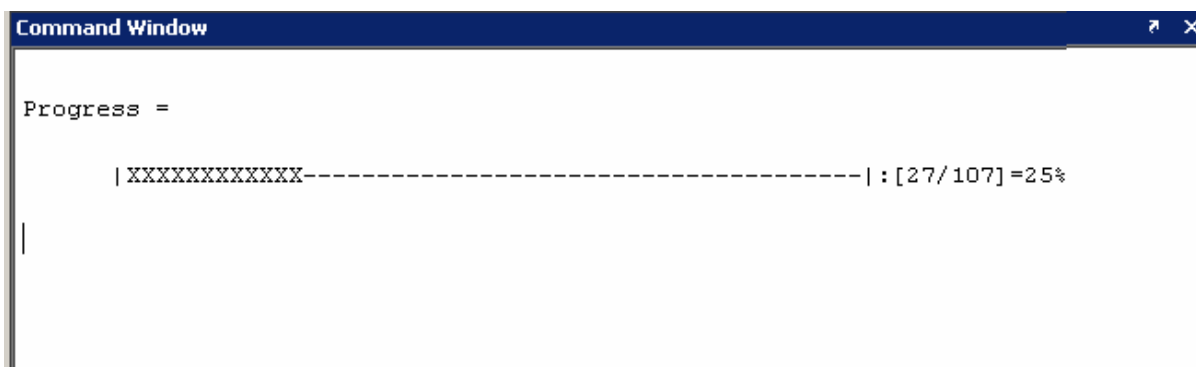 Command Window
Progress =
|XXXXXXXXXXXX--------------------------------------|:[27/107]=25%